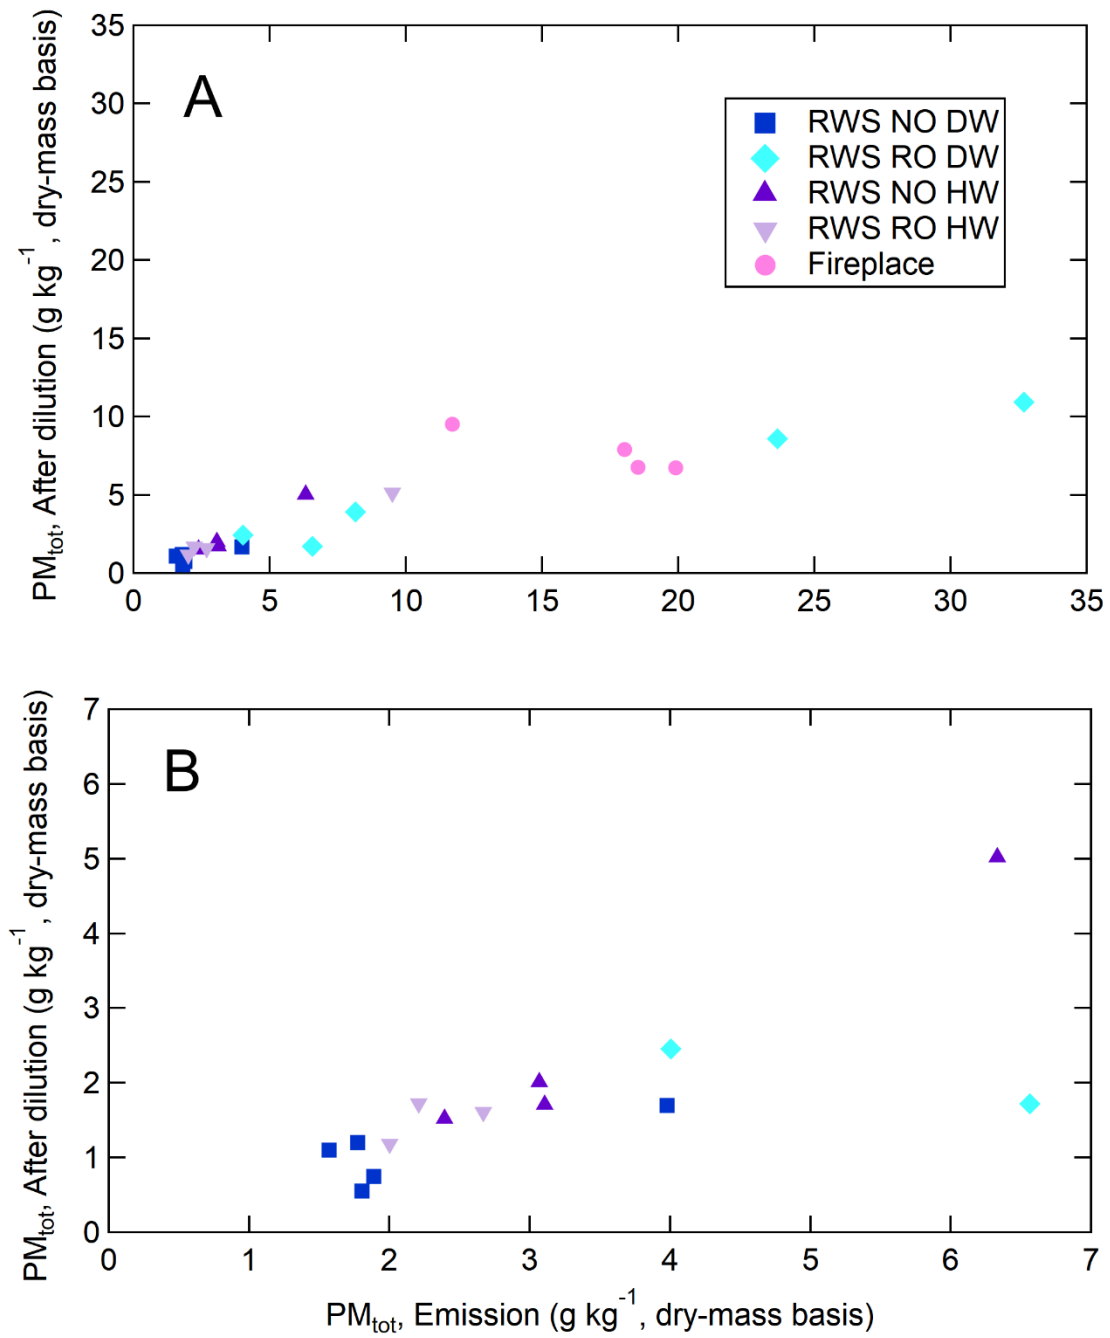 A
RWS NO DW
RWS RO DW
RWS NO HW
RWS RO HW
Fireplace
35
30
25
20
15
10
5
0
PM_tot, After dilution (g kg⁻¹, dry-mass basis)
0 5 10 15 20 25 30 35
B
7
6
5
4
3
2
1
0
PM_tot, After dilution (g kg⁻¹, dry-mass basis)
0 1 2 3 4 5 6 7
PM_tot, Emission (g kg⁻¹, dry-mass basis)